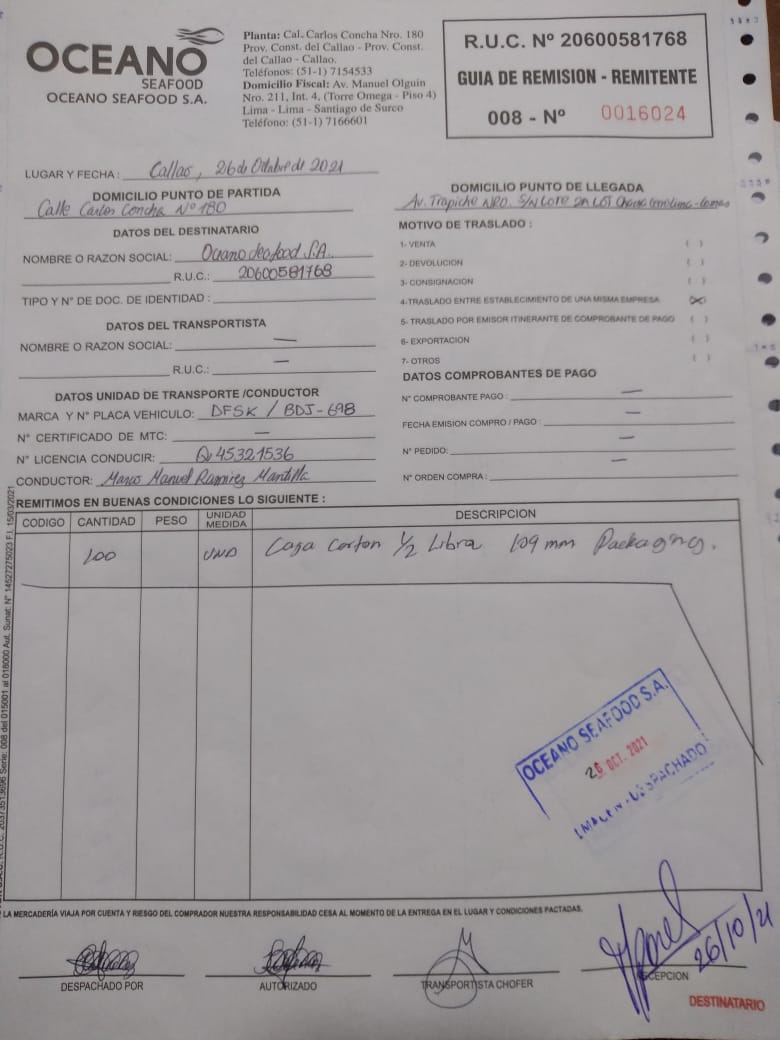 OCEANO
SEAFOOD
OCEANO SEAFOOD S.A.
Planta: Cal. Carlos Concha Nro. 180
Prov. Const. del Callao - Prov. Const.
del Callao - Callao.
Teléfonos: (51-1) 7154533
Domicilio Fiscal: Av. Manuel Olguin
Nro. 211, Int. 4, (Torre Omega - Piso 4)
Lima - Lima - Santiago de Surco
Teléfono: (51-1) 7166601
R.U.C. Nº 20600581768
GUIA DE REMISION - REMITENTE
008 - Nº 0016024
LUGAR Y FECHA : Callao, 26 de Octubre de 2021
DOMICILIO PUNTO DE PARTIDA
Calle Carlos Concha Nº 180
DOMICILIO PUNTO DE LLEGADA
Av. Trapiche NRO. S/N Lote
DATOS DEL DESTINATARIO
NOMBRE O RAZON SOCIAL: Oceano Seafood S.A.
R.U.C.: 20600581768
TIPO Y N° DE DOC. DE IDENTIDAD :
DATOS DEL TRANSPORTISTA
NOMBRE O RAZON SOCIAL: —
R.U.C.: —
MOTIVO DE TRASLADO :
1- VENTA ( )
2- DEVOLUCION ( )
3- CONSIGNACION ( )
4-TRASLADO ENTRE ESTABLECIMIENTO DE UNA MISMA EMPRESA (X)
5- TRASLADO POR EMISOR ITINERANTE DE COMPROBANTE DE PAGO ( )
6- EXPORTACION ( )
7- OTROS ( )
DATOS UNIDAD DE TRANSPORTE /CONDUCTOR
MARCA Y N° PLACA VEHICULO: DFSK / BDJ-698
N° CERTIFICADO DE MTC: —
N° LICENCIA CONDUCIR: Q45321536
CONDUCTOR: Marco Manuel Ramirez Mantilla
DATOS COMPROBANTES DE PAGO
N° COMPROBANTE PAGO : —
FECHA EMISION COMPRO / PAGO : —
N° PEDIDO: —
N° ORDEN COMPRA : —
REMITIMOS EN BUENAS CONDICIONES LO SIGUIENTE :
CODIGO CANTIDAD PESO UNIDAD MEDIDA DESCRIPCION
100 UND Caja Carton 1/2 Libra 109 mm Packaging.
OCEANO SEAFOOD S.A.
26 OCT. 2021
DESPACHADO
LA MERCADERÍA VIAJA POR CUENTA Y RIESGO DEL COMPRADOR NUESTRA RESPONSABILIDAD CESA AL MOMENTO DE LA ENTREGA EN EL LUGAR Y CONDICIONES PACTADAS.
26/10/21
DESPACHADO POR
AUTORIZADO
TRANSPORTISTA CHOFER
RECEPCION
DESTINATARIO